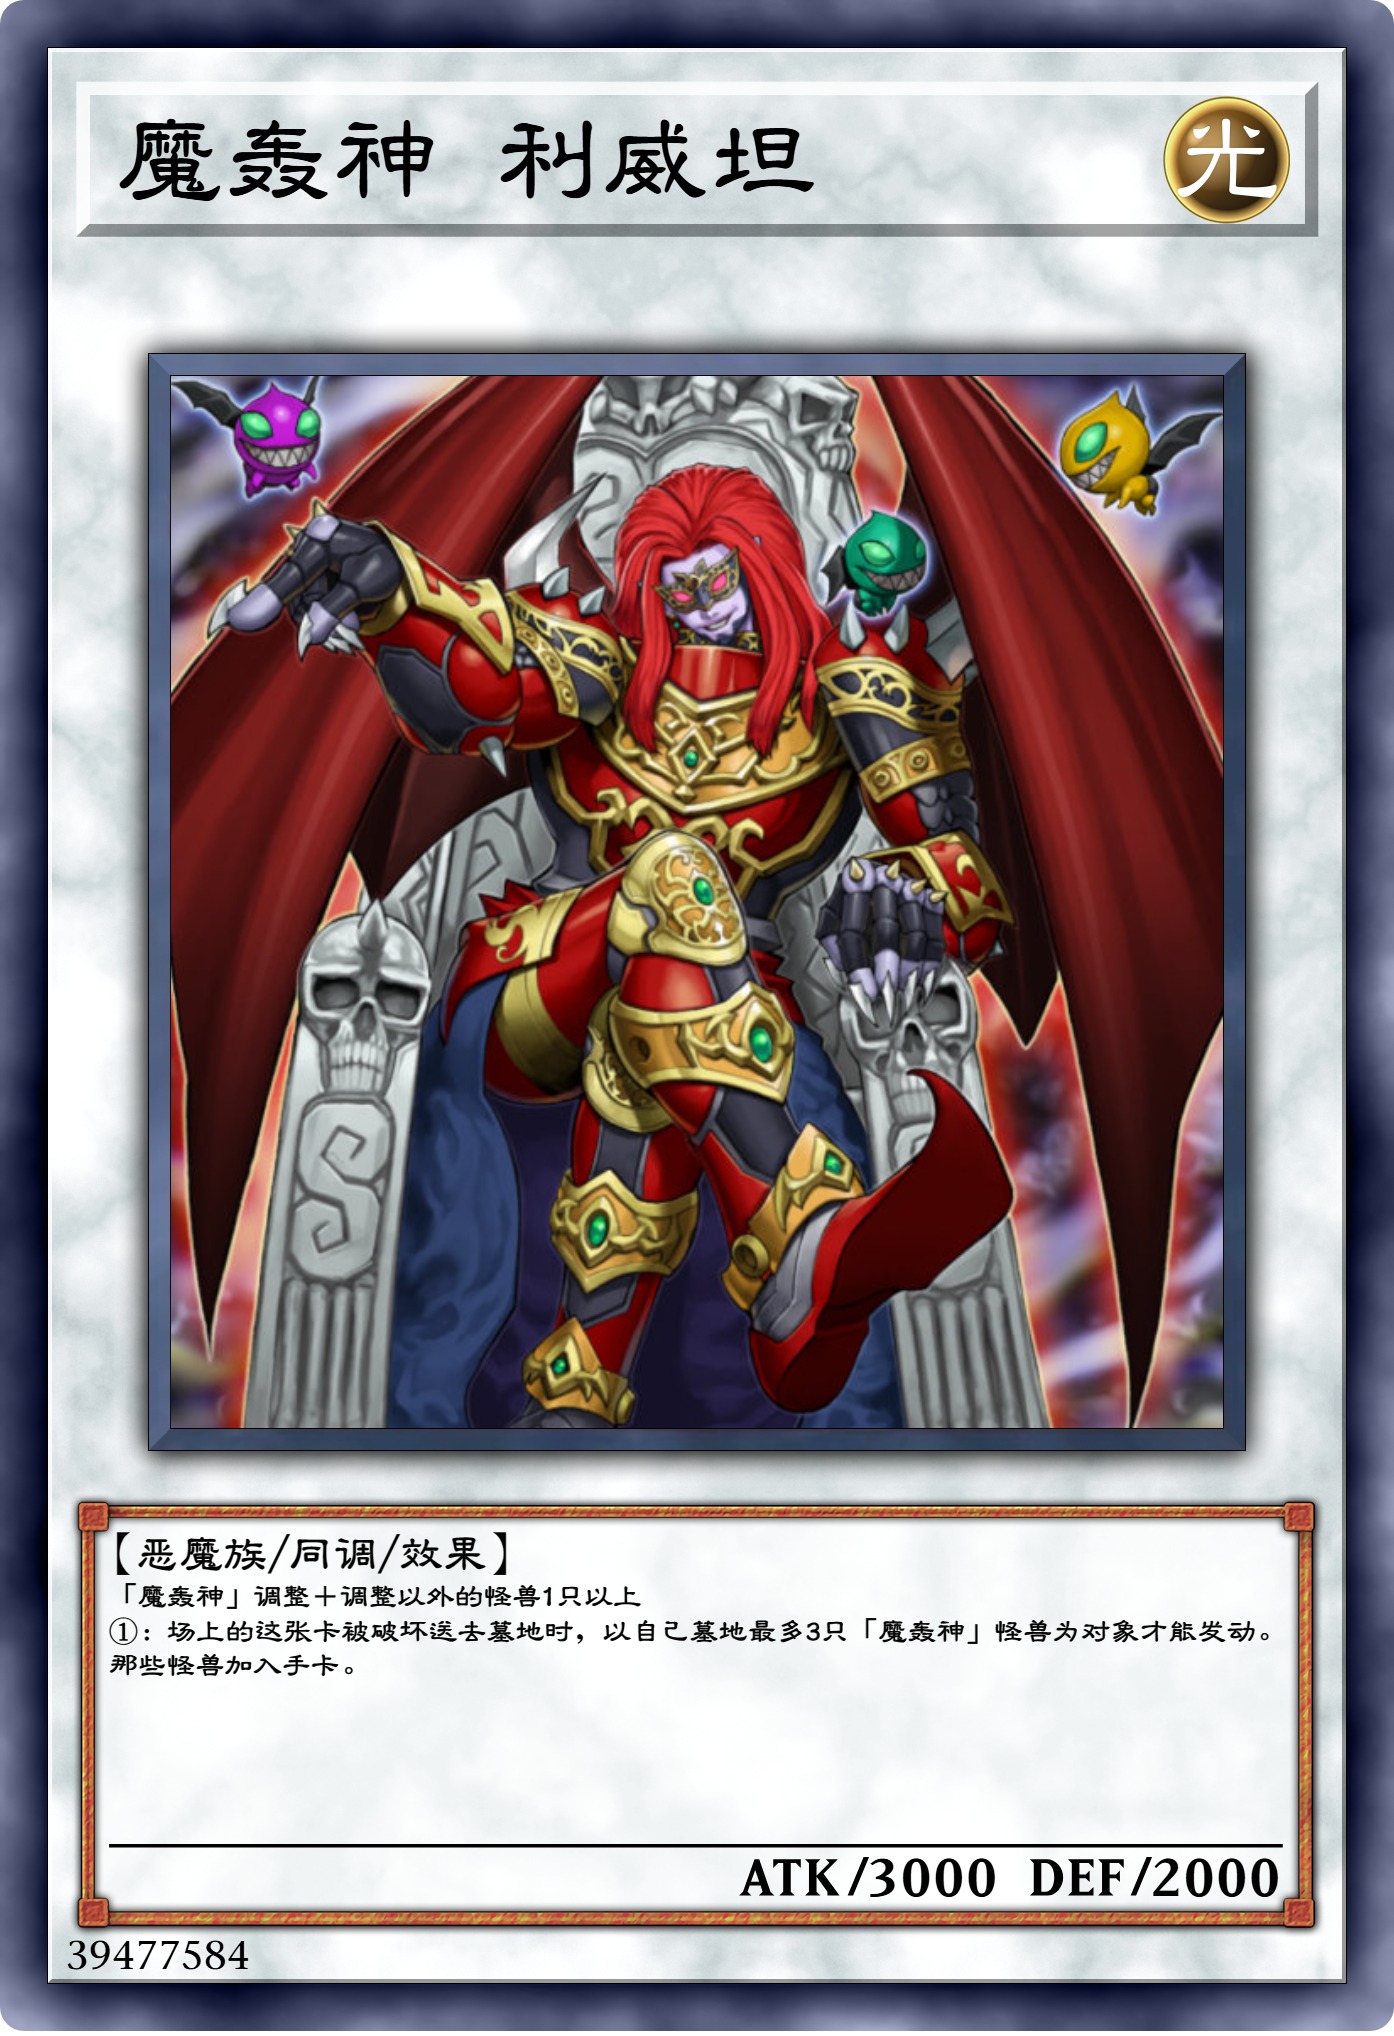 魔轰神 利威坦
光
【恶魔族/同调/效果】
「魔轰神」调整＋调整以外的怪兽1只以上
①：场上的这张卡被破坏送去墓地时，以自己墓地最多3只「魔轰神」怪兽为对象才能发动。
那些怪兽加入手卡。
ATK/3000 DEF/2000
39477584